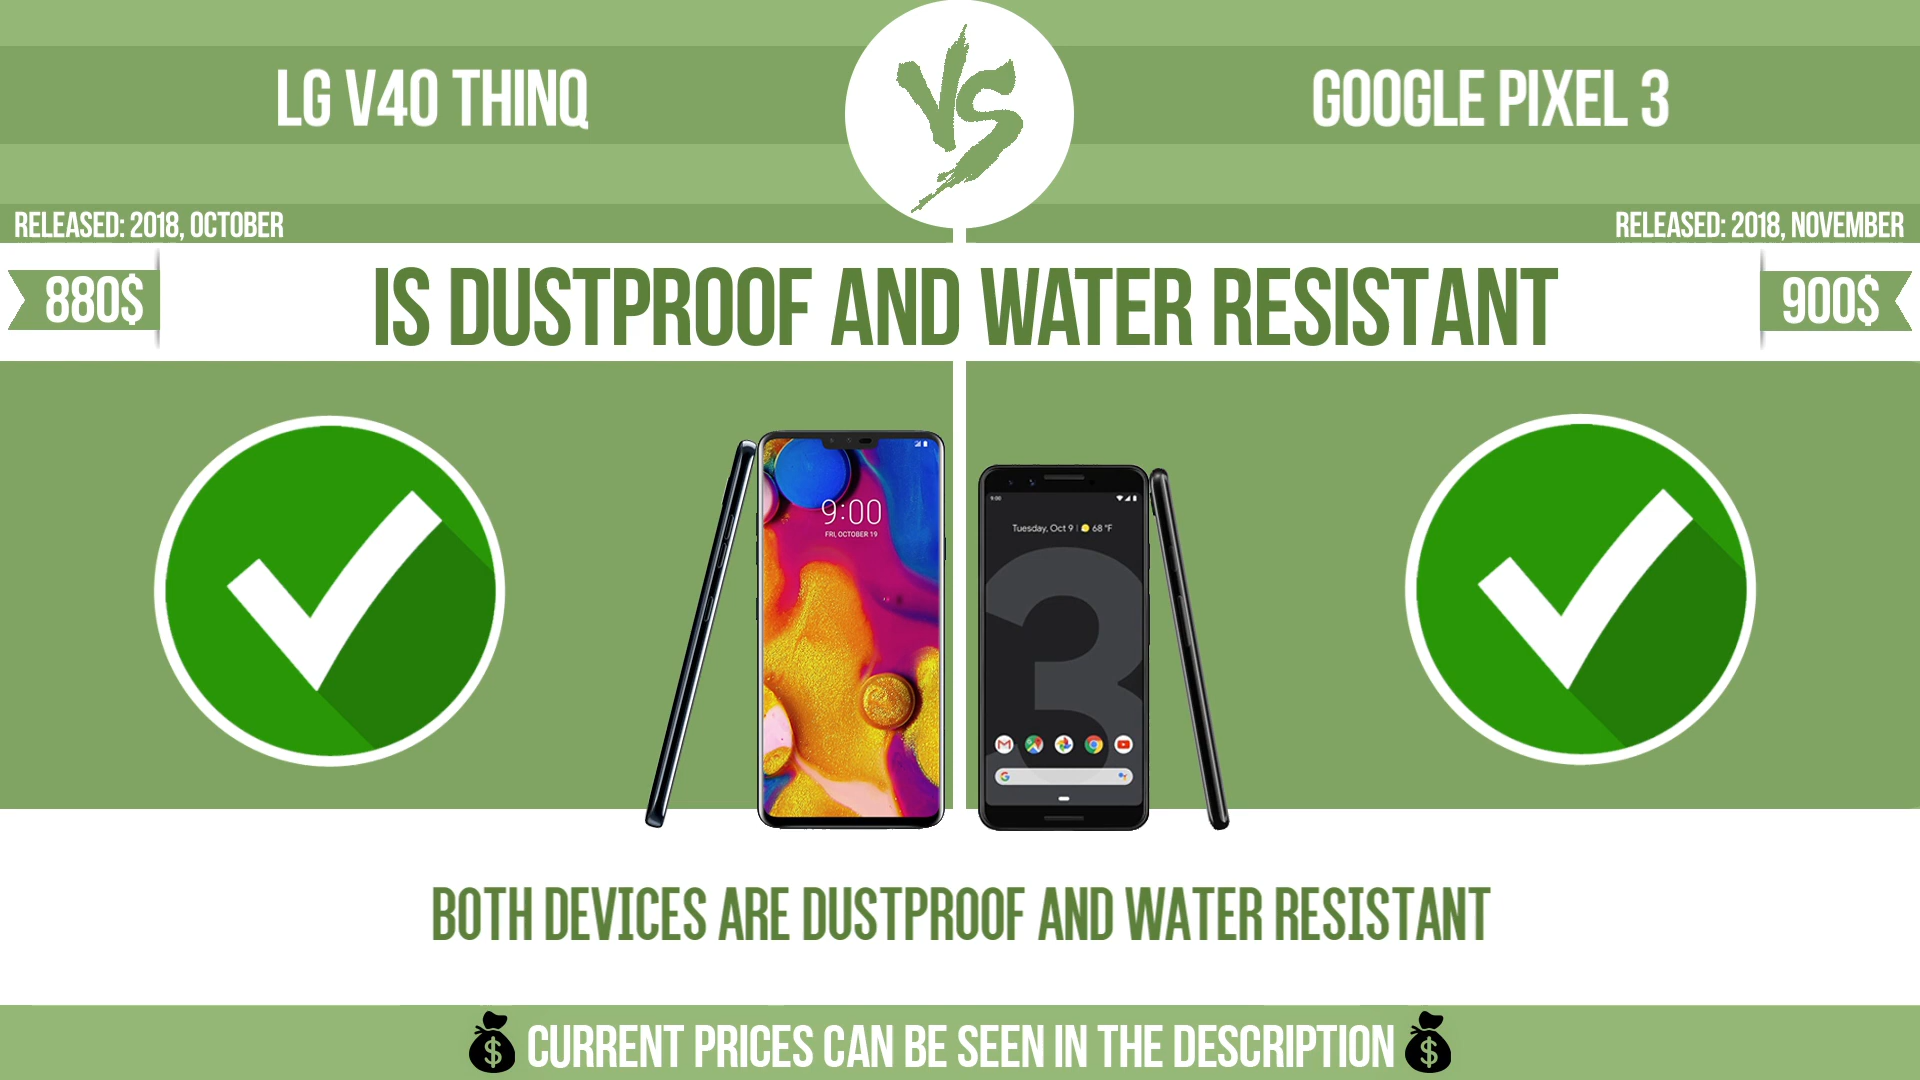 LG V40 THINQ
VS
GOOGLE PIXEL 3
RELEASED: 2018, OCTOBER
RELEASED: 2018, NOVEMBER
880$
IS DUSTPROOF AND WATER RESISTANT
900$
9:00
FRI, OCTOBER 19
9:00
Tuesday, Oct 9 | 68 °F
BOTH DEVICES ARE DUSTPROOF AND WATER RESISTANT
$ CURRENT PRICES CAN BE SEEN IN THE DESCRIPTION $